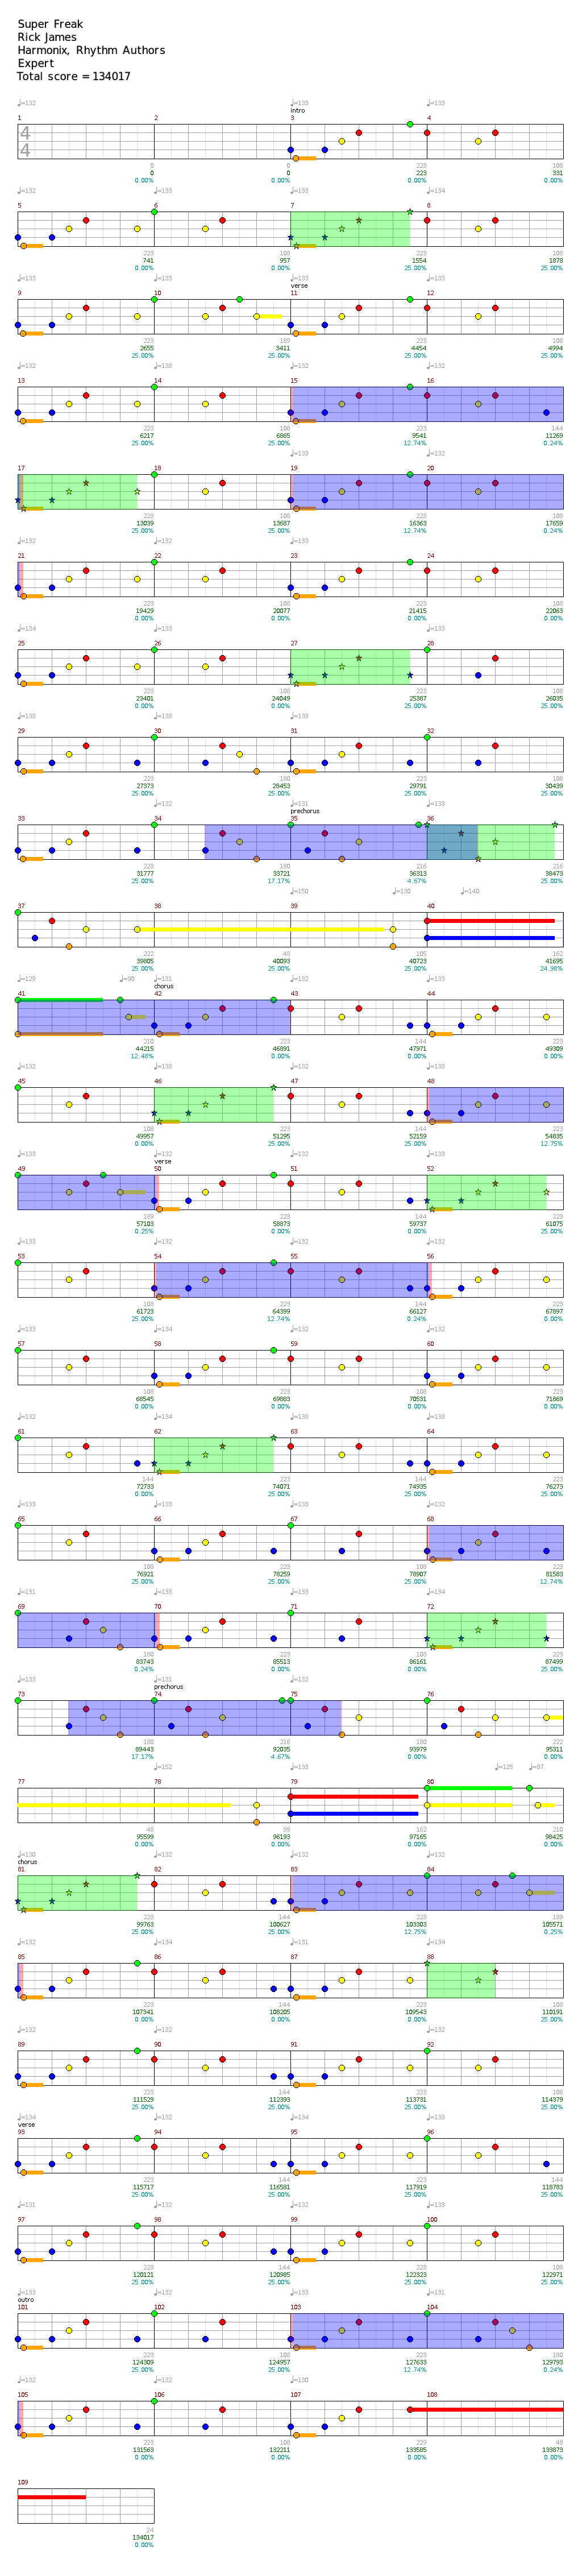 Super Freak
Rick James
Harmonix, Rhythm Authors
Expert
Total score = 134017
♩=132 ♩=133 ♩=133
intro
1 2 3 4
4
4
0 0 223 108
0 0 223 331
0.00% 0.00% 0.00% 0.00%
♩=132 ♩=133 ♩=133 ♩=134
5 6 7 8
223 108
741 957 1554 1878
0.00% 0.00% 25.00% 25.00%
♩=133 ♩=133 ♩=133 ♩=133
verse
9 10 11 12
223 189 223 108
2655 3411 4454 4994
25.00% 25.00% 25.00% 25.00%
13 14 15 16
223 108 223 144
6217 6865 9541 11269
25.00% 25.00% 12.74% 0.24%
17 18 19 20
223 108 223 108
13039 13687 16363 17659
25.00% 25.00% 12.74% 0.24%
21 22 23 24
223 108 223 108
19429 20077 21415 22063
0.00% 0.00% 0.00% 0.00%
25 26 27 28
223 108 223 108
23401 24049 25387 26035
0.00% 0.00% 25.00% 25.00%
29 30 31 32
223 180 223 108
27373 28453 29791 30439
25.00% 25.00% 25.00% 25.00%
prechorus
33 34 35 36
223 180 216 216
31777 33721 36313 38473
25.00% 17.17% 4.67% 25.00%
♩=150 ♩=130 ♩=140
37 38 39 40
222 48 105 162
39805 40093 40723 41695
25.00% 25.00% 25.00% 24.98%
♩=129 ♩=90 ♩=131
chorus
41 42 43 44
210 223 144 223
44215 46891 47971 49309
12.48% 0.00% 0.00% 0.00%
45 46 47 48
108 223 144 223
49957 51295 52159 54835
0.00% 25.00% 25.00% 12.75%
verse
49 50 51 52
189 223 144 223
57103 58873 59737 61075
0.25% 0.00% 0.00% 25.00%
53 54 55 56
108 223 144 223
61723 64399 66127 67897
25.00% 12.74% 0.24% 0.00%
57 58 59 60
108 223 108 223
68545 69883 70531 71869
0.00% 0.00% 0.00% 0.00%
61 62 63 64
144 223 144 223
72733 74071 74935 76273
0.00% 25.00% 25.00% 25.00%
65 66 67 68
108 223 108 223
76921 78259 78907 81583
25.00% 25.00% 25.00% 12.74%
69 70 71 72
180 223 108 223
83743 85513 86161 87499
0.24% 0.00% 0.00% 25.00%
prechorus
73 74 75 76
180 216 223 222
89443 92035 93979 95311
17.17% 4.67% 0.00% 0.00%
♩=152 ♩=133 ♩=125 ♩=87
77 78 79 80
48 99 162 210
95599 96193 97165 98425
0.00% 0.00% 0.00% 0.00%
chorus
81 82 83 84
223 144 223 189
99763 100627 103303 105571
25.00% 25.00% 12.75% 0.25%
85 86 87 88
223 144 223 108
107341 108205 109543 110191
0.00% 0.00% 0.00% 25.00%
89 90 91 92
223 144 223 108
111529 112393 113731 114379
25.00% 25.00% 25.00% 25.00%
verse
93 94 95 96
223 144 223 144
115717 116581 117919 118783
25.00% 25.00% 25.00% 25.00%
97 98 99 100
223 144 223 108
120121 120985 122323 122971
25.00% 25.00% 25.00% 25.00%
outro
101 102 103 104
223 108 223 180
124309 124957 127633 129793
25.00% 25.00% 12.74% 0.24%
105 106 107 108
223 108 229 48
131563 132211 133585 133873
0.00% 0.00% 0.00% 0.00%
109
24
134017
0.00%